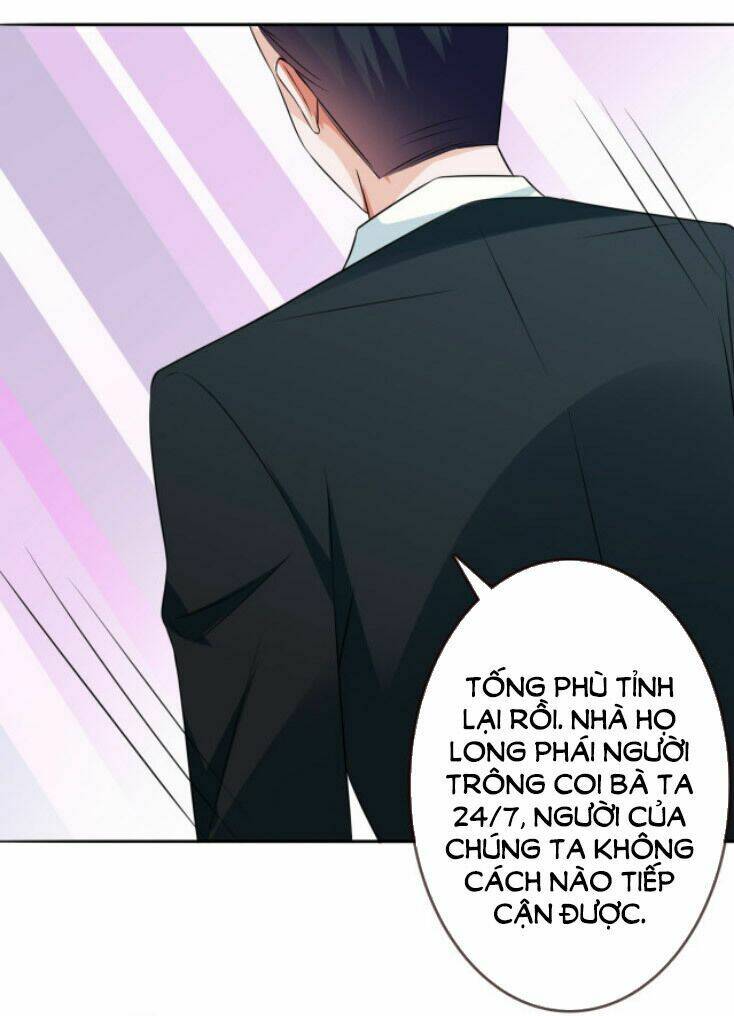 TỐNG PHÙ TỈNH
LẠI RỒI. NHÀ HỌ
LONG PHÁI NGƯỜI
TRÔNG COI BÀ TA
24/7, NGƯỜI CỦA
CHÚNG TA KHÔNG
CÁCH NÀO TIẾP
CẬN ĐƯỢC.